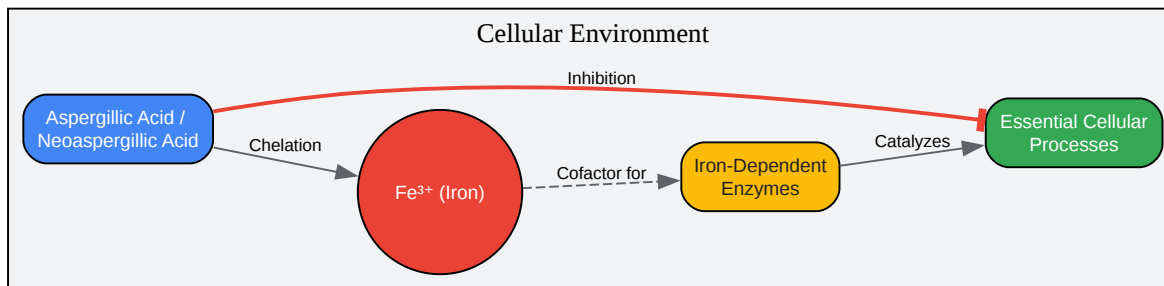 Cellular Environment
Inhibition
Aspergillic Acid /
Neoaspergillic Acid
Chelation
Fe³⁺ (Iron)
Cofactor for
Iron-Dependent
Enzymes
Catalyzes
Essential Cellular
Processes